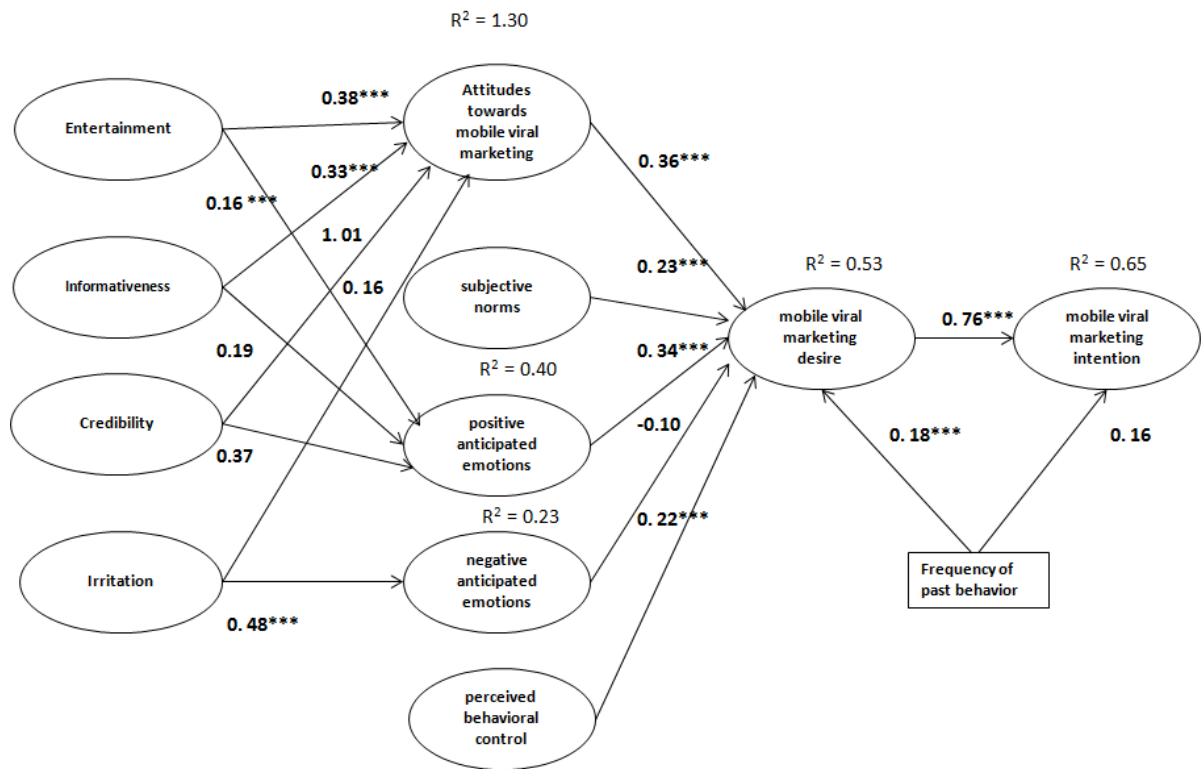 R² = 1.30
Entertainment
0.38***
Attitudes
towards
mobile viral
marketing
0.33***
0. 36***
0.16 ***
1. 01
Informativeness
0. 16
subjective
norms
0. 23***
R² = 0.53
R² = 0.65
mobile viral
marketing
desire
0. 76***
mobile viral
marketing
intention
0.19
0. 34***
R² = 0.40
Credibility
0.37
positive
anticipated
emotions
-0.10
0. 18***
0. 16
R² = 0.23
0. 22***
Irritation
negative
anticipated
emotions
Frequency of
past behavior
0. 48***
perceived
behavioral
control